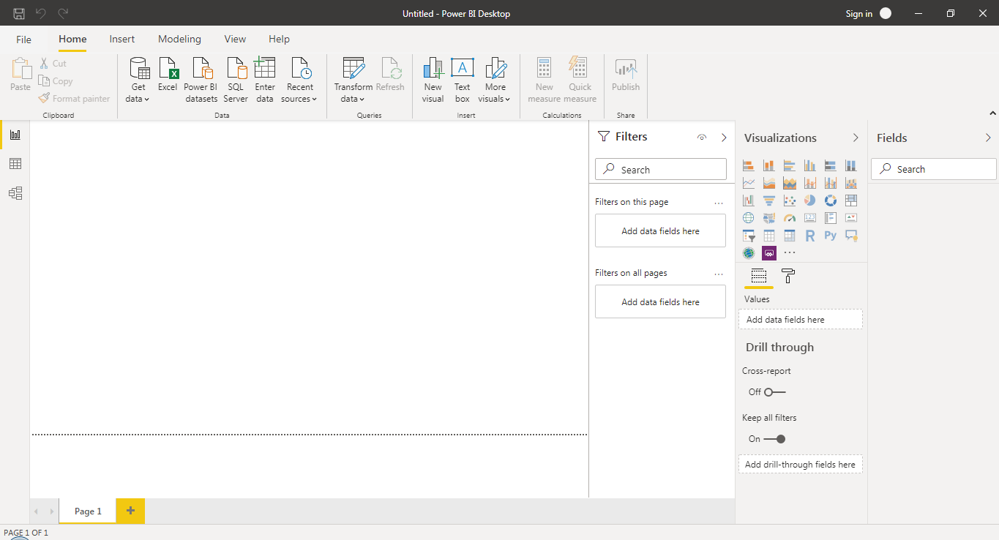 Untitled - Power BI Desktop
Sign in
File Home Insert Modeling View Help
Paste
Cut
Copy
Format painter
Clipboard
Get
data
Excel
Power BI
datasets
SQL
Server
Enter
data
Recent
sources
Data
Transform
data
Refresh
Queries
New
visual
Text
box
More
visuals
Insert
New
measure
Quick
measure
Calculations
Publish
Share
Filters
Search
Filters on this page
Add data fields here
Filters on all pages
Add data fields here
Visualizations
123
R
Py
Values
Add data fields here
Drill through
Cross-report
Off
Keep all filters
On
Add drill-through fields here
Fields
Search
Page 1
PAGE 1 OF 1